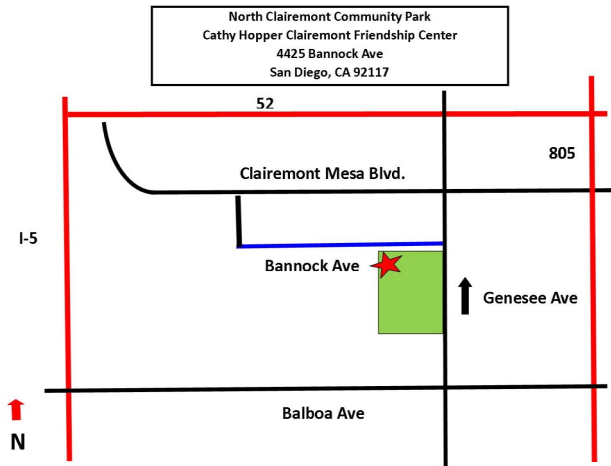 North Clairemont Community Park
Cathy Hopper Clairemont Friendship Center
4425 Bannock Ave
San Diego, CA 92117
52
805
Clairemont Mesa Blvd.
I-5
Bannock Ave
Genesee Ave
Balboa Ave
N